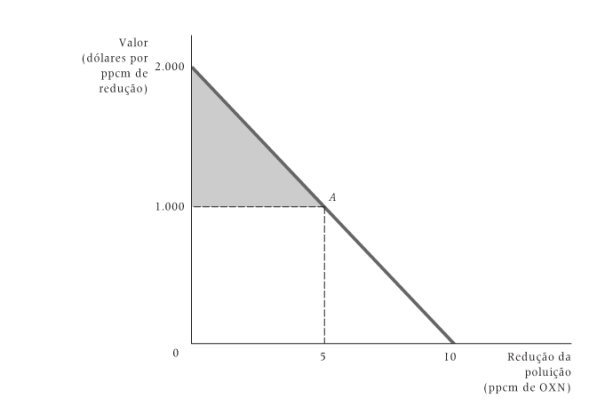 Valor
(dólares por
ppcm de
redução)
2.000
A
1.000
0
5
10
Redução da
poluição
(ppcm de OXN)